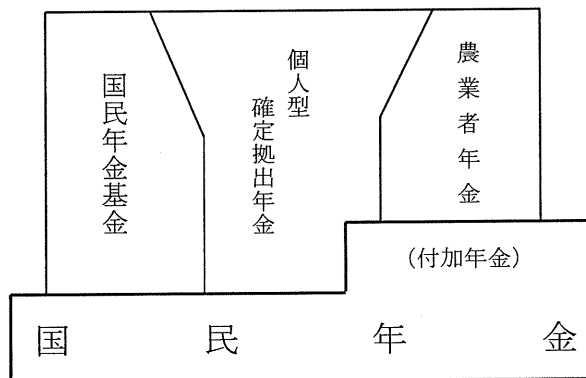 国民年金基金
個人型
確定拠出年金
農業者年金
(付加年金)
国民年金